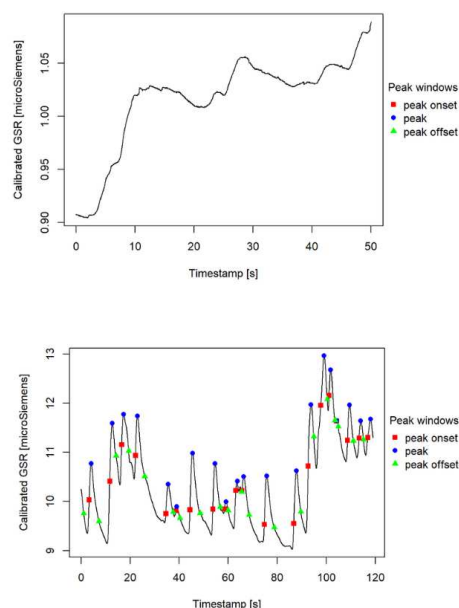 Calibrated GSR [microSiemens]
1.05
1.00
0.95
0.90
0 10 20 30 40 50
Timestamp [s]
Peak windows
peak onset
peak
peak offset
Calibrated GSR [microSiemens]
13
12
11
10
9
0 20 40 60 80 100 120
Timestamp [s]
Peak windows
peak onset
peak
peak offset